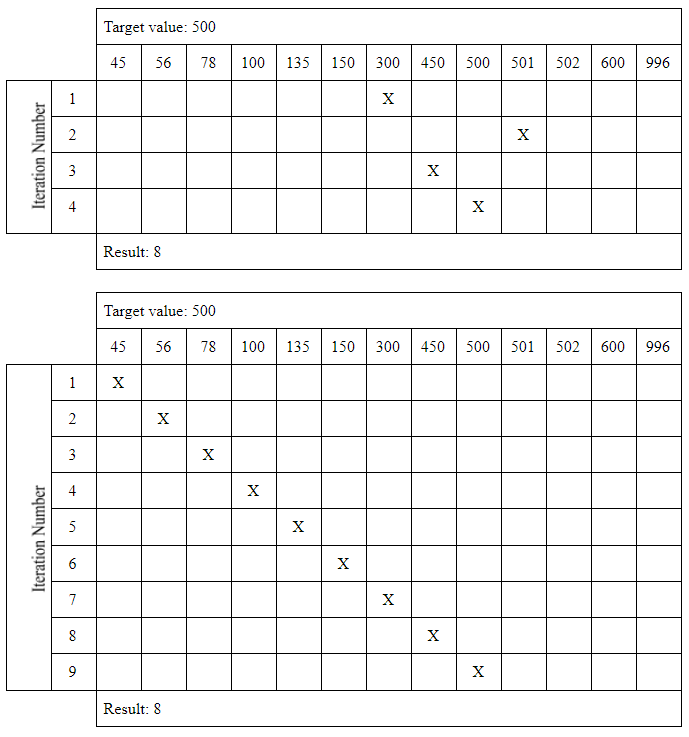 Target value: 500
45 56 78 100 135 150 300 450 500 501 502 600 996
Iteration Number
1 X
2 X
3 X
4 X
Result: 8
Target value: 500
45 56 78 100 135 150 300 450 500 501 502 600 996
Iteration Number
1 X
2 X
3 X
4 X
5 X
6 X
7 X
8 X
9 X
Result: 8